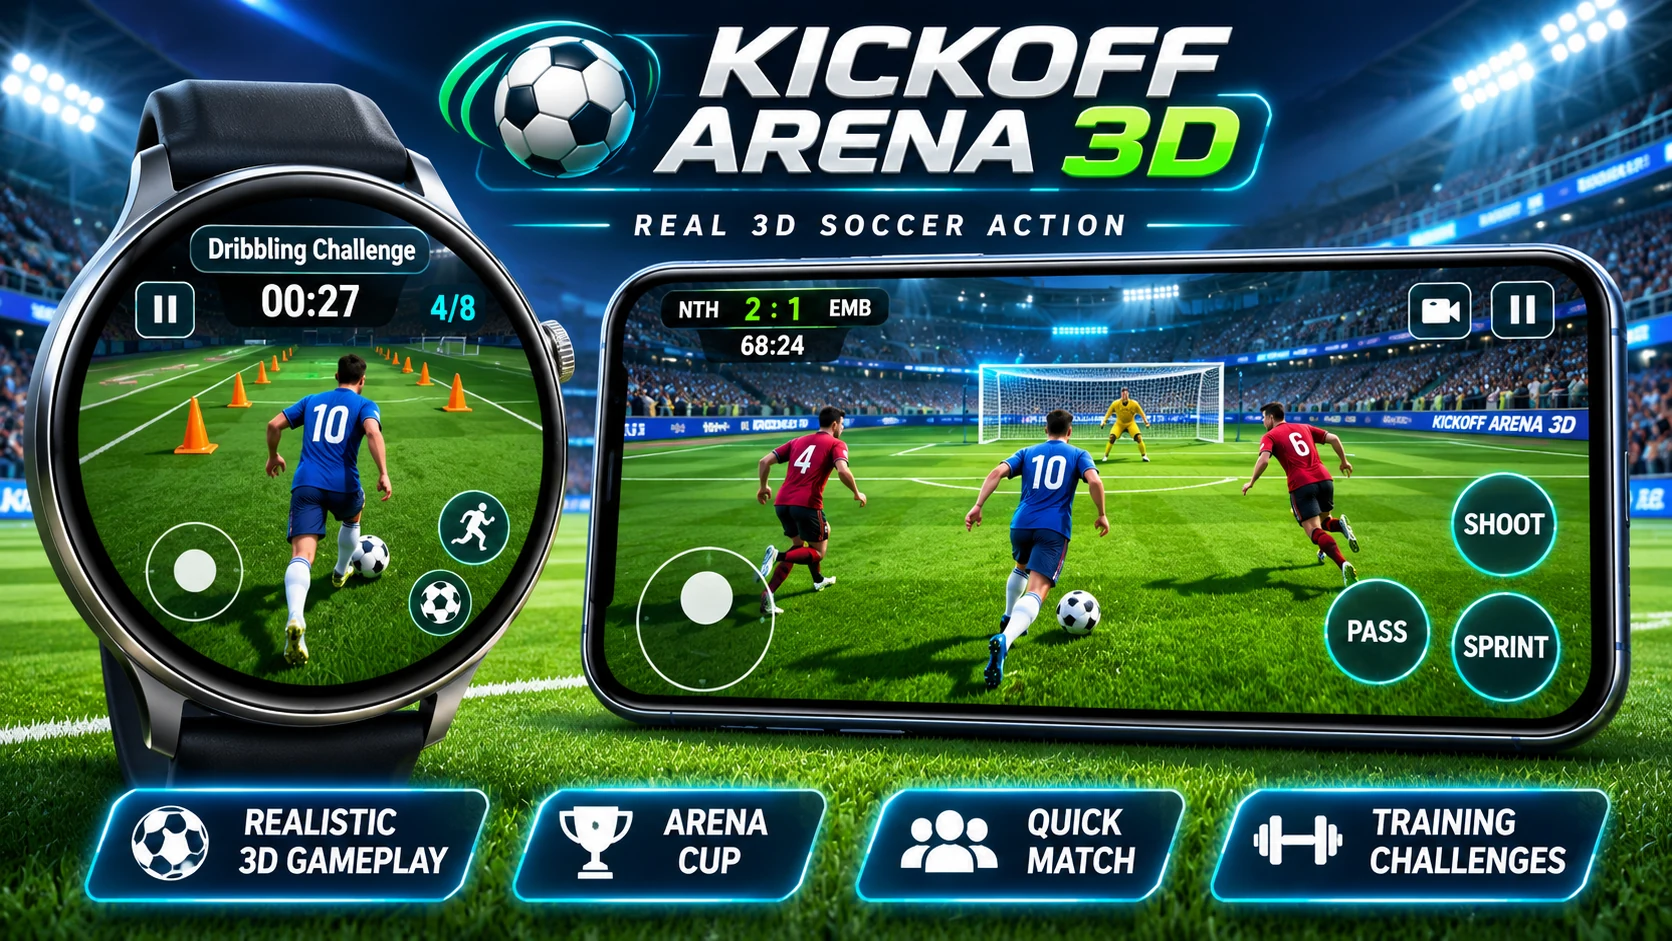 KICKOFF
ARENA 3D
REAL 3D SOCCER ACTION
Dribbling Challenge
00:27
4/8
10
NTH 2 : 1 EMB
68:24
KICKOFF ARENA 3D
4
10
6
SHOOT
PASS
SPRINT
REALISTIC
3D GAMEPLAY
ARENA
CUP
QUICK
MATCH
TRAINING
CHALLENGES